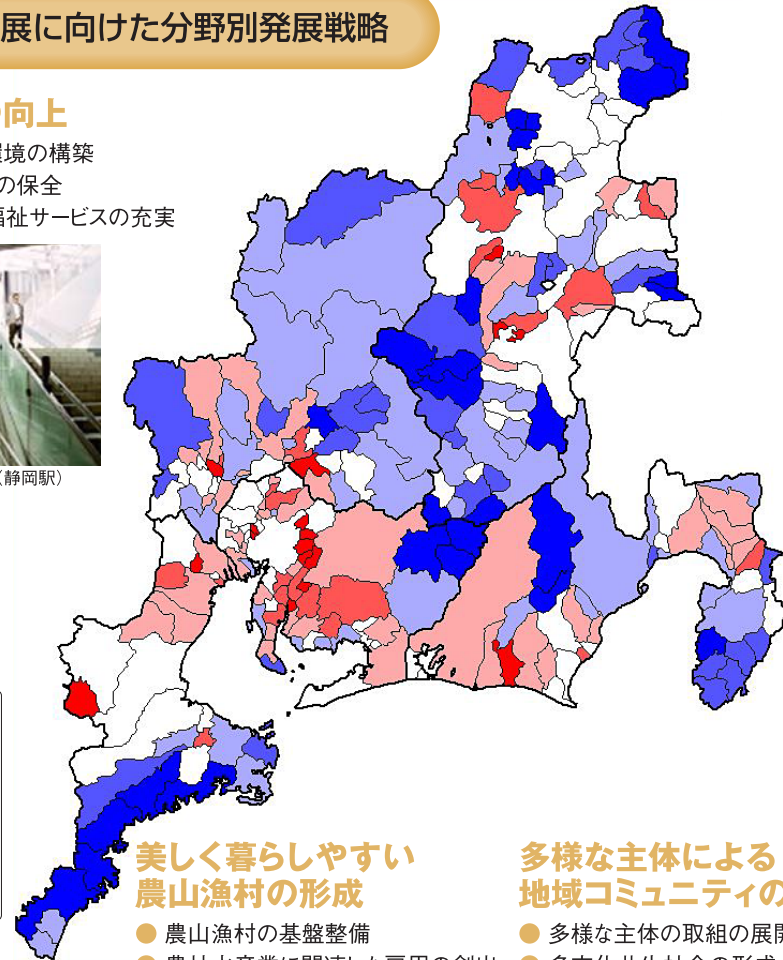 展に向けた分野別発展戦略
向上
環境の構築
の保全
福祉サービスの充実
(静岡駅)
美しく暮らしやすい
農山漁村の形成
● 農山漁村の基盤整備
多様な主体による
地域コミュニティの
● 多様な主体の取組の展開